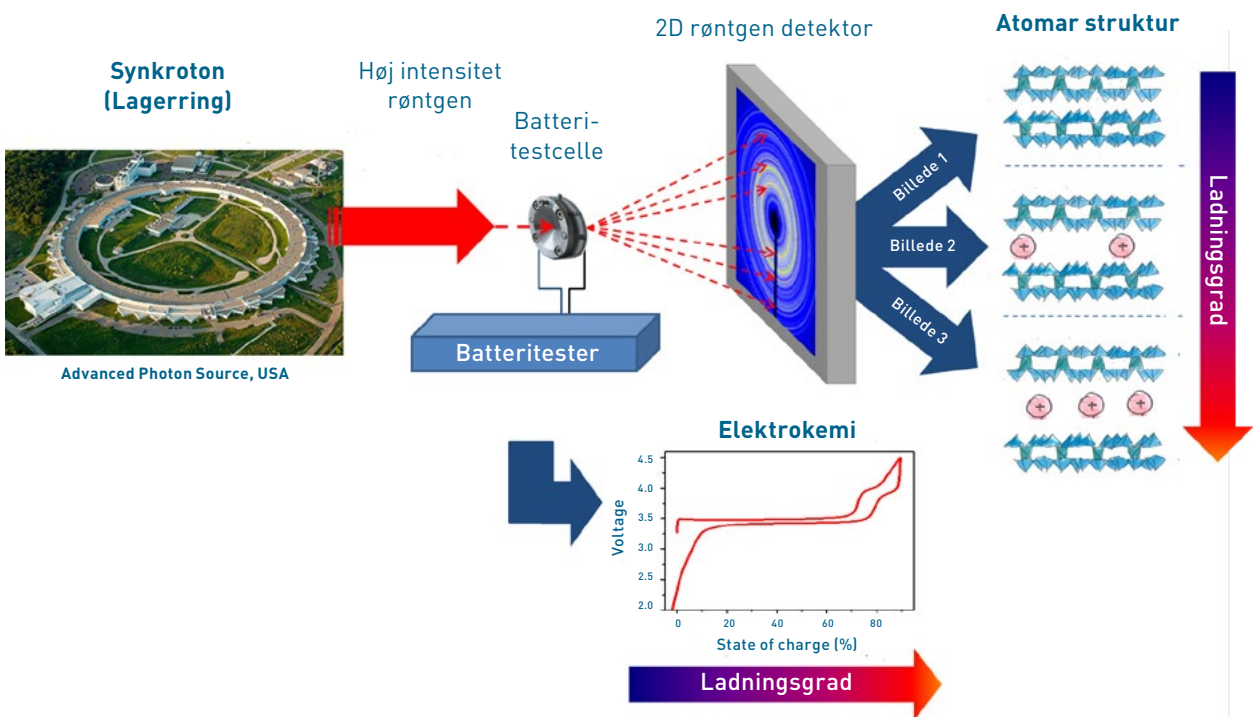 Synkroton
(Lagerring)
Advanced Photon Source, USA
Høj intensitet
røntgen
Batteri-
testcelle
Batteritester
2D røntgen detektor
Billede 1
Billede 2
Billede 3
Atomar struktur
+
+
+
+
+
Ladningsgrad
Elektrokemi
Voltage
4.5
4.0
3.5
3.0
2.5
2.0
0
20
40
60
80
State of charge (%)
Ladningsgrad